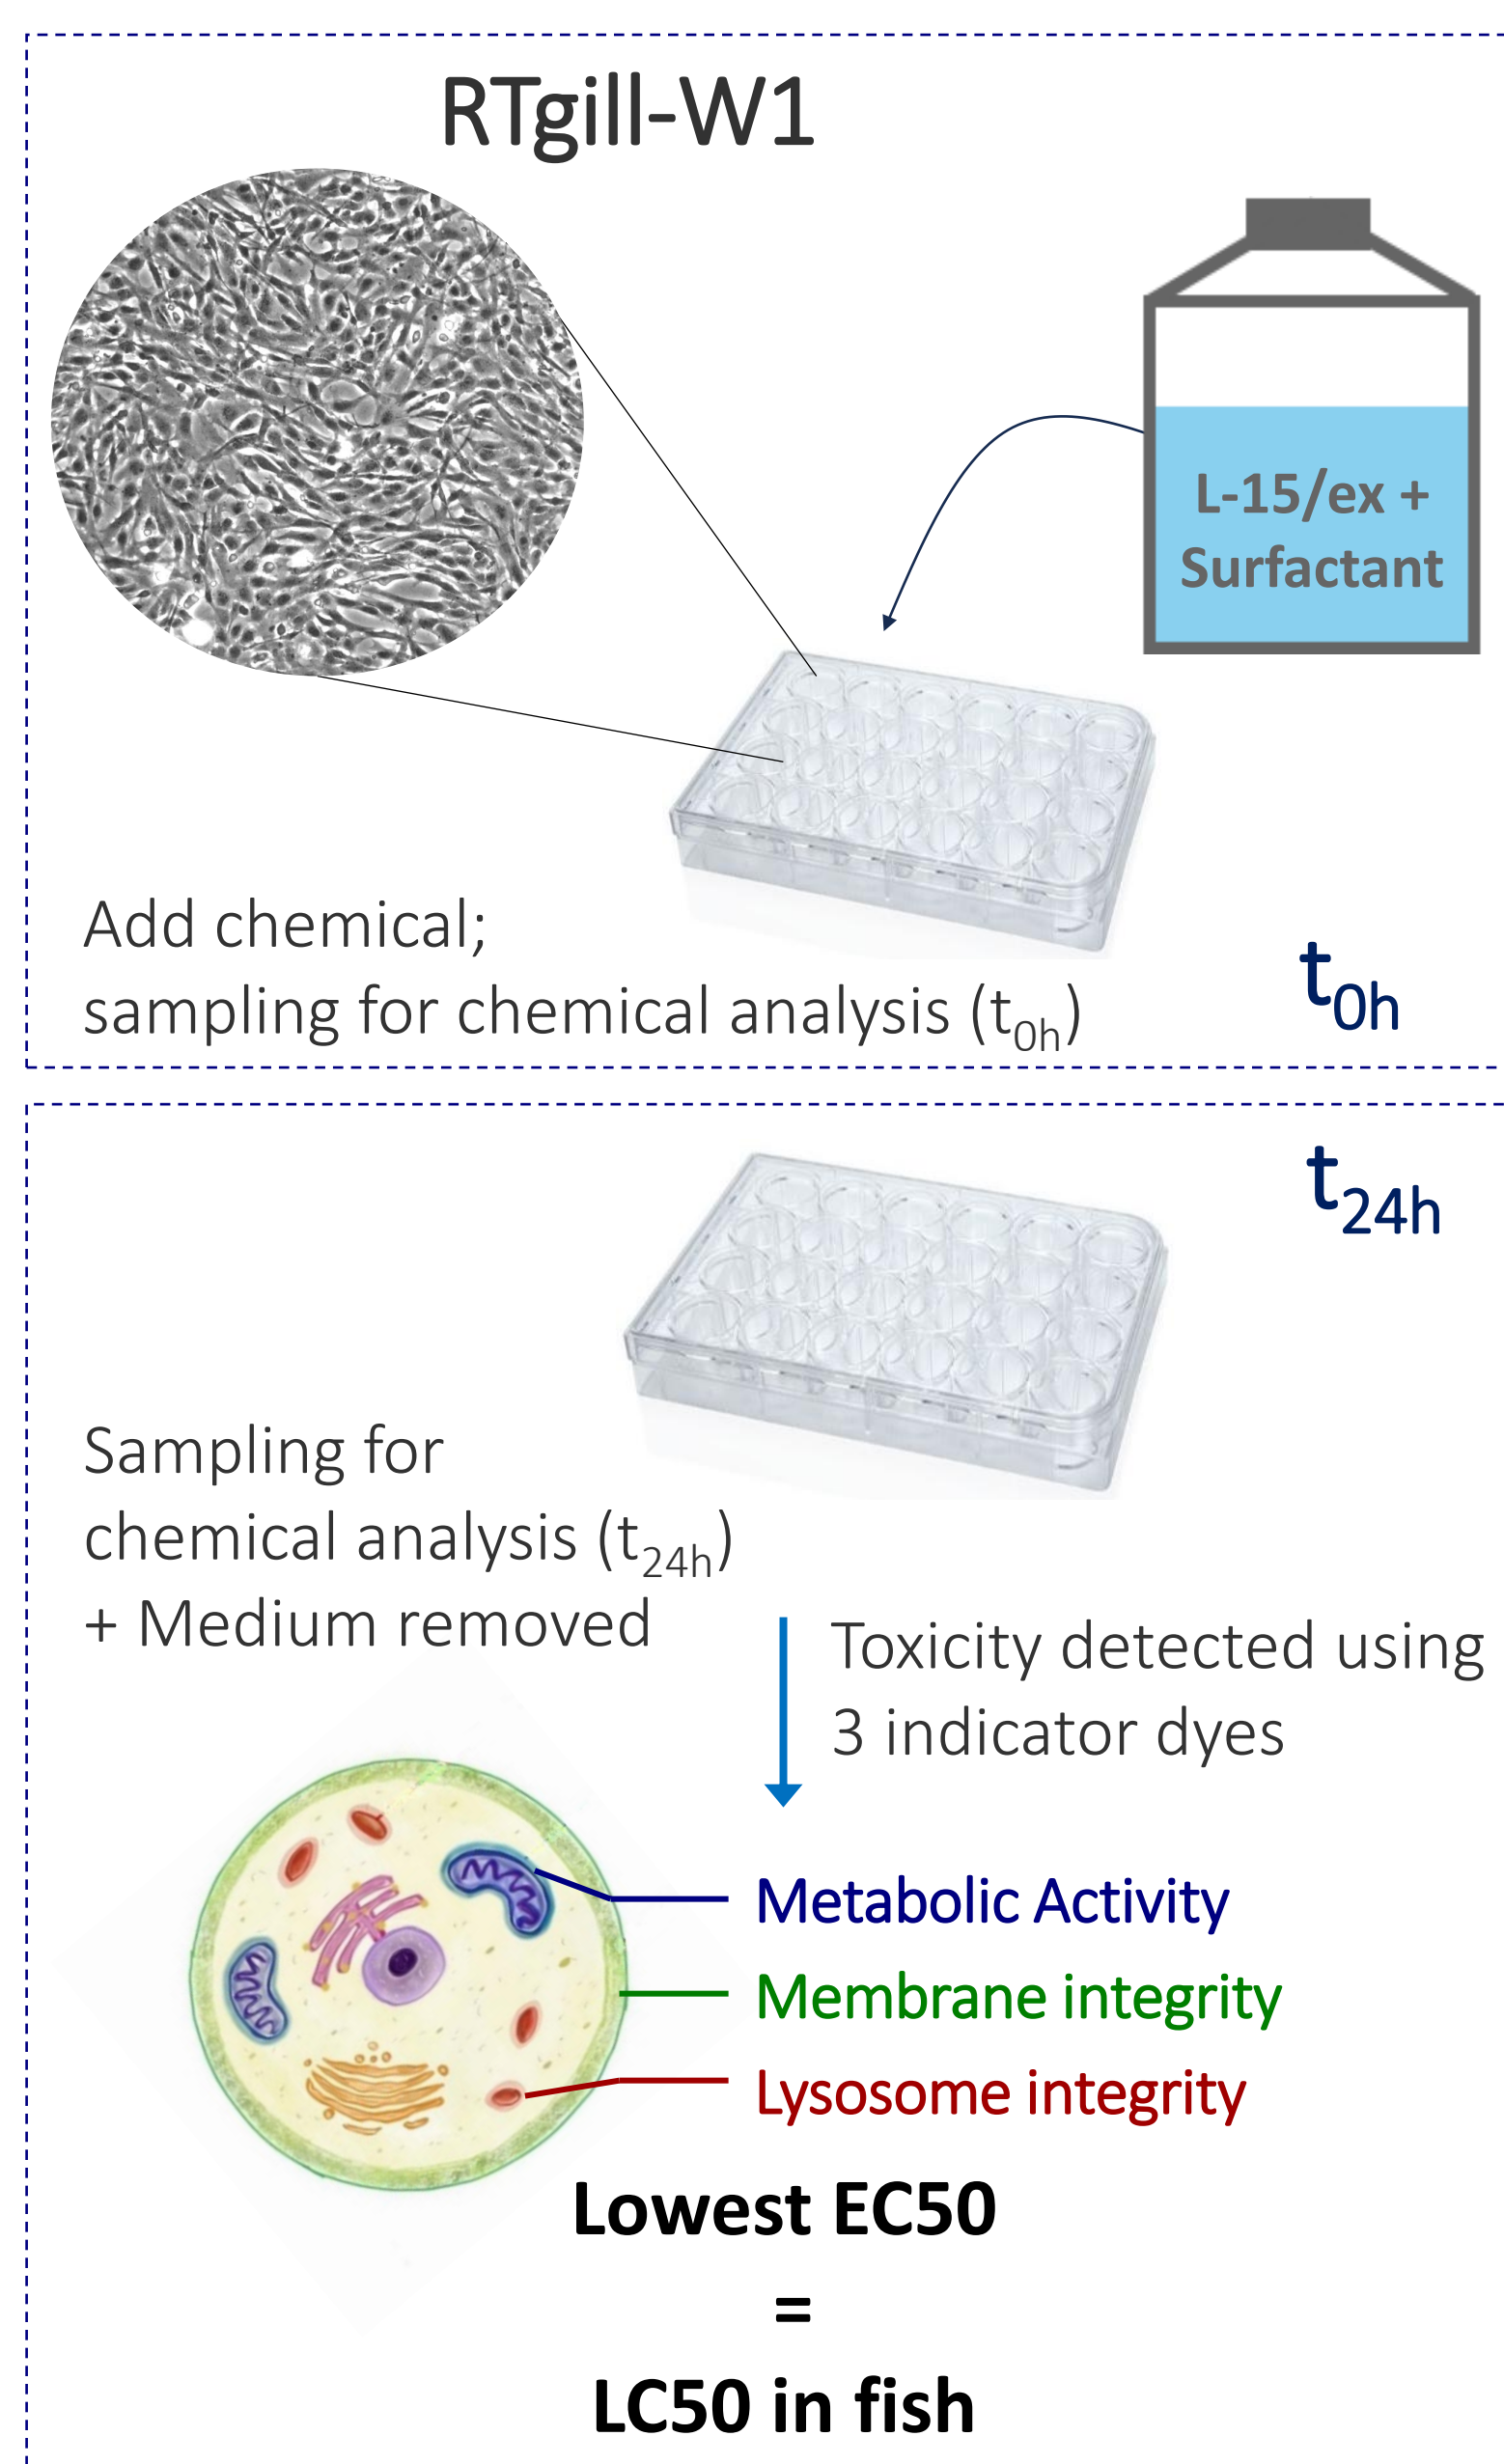 RTgill-W1
L-15/ex +
Surfactant
Add chemical;
sampling for chemical analysis (t0h)
t0h
t24h
Sampling for
chemical analysis (t24h)
+ Medium removed
Toxicity detected using
3 indicator dyes
Metabolic Activity
Membrane integrity
Lysosome integrity
Lowest EC50
=
LC50 in fish